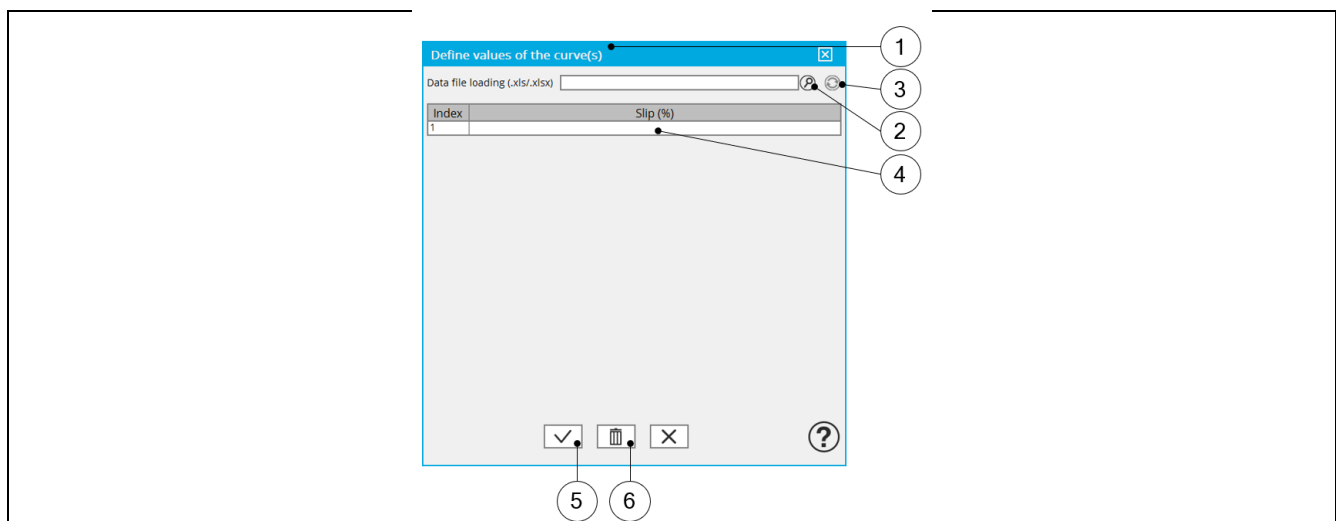 Define values of the curve(s)
1
Data file loading (.xls/.xlsx)
3
Index Slip (%)
2
1
4
?
5 6